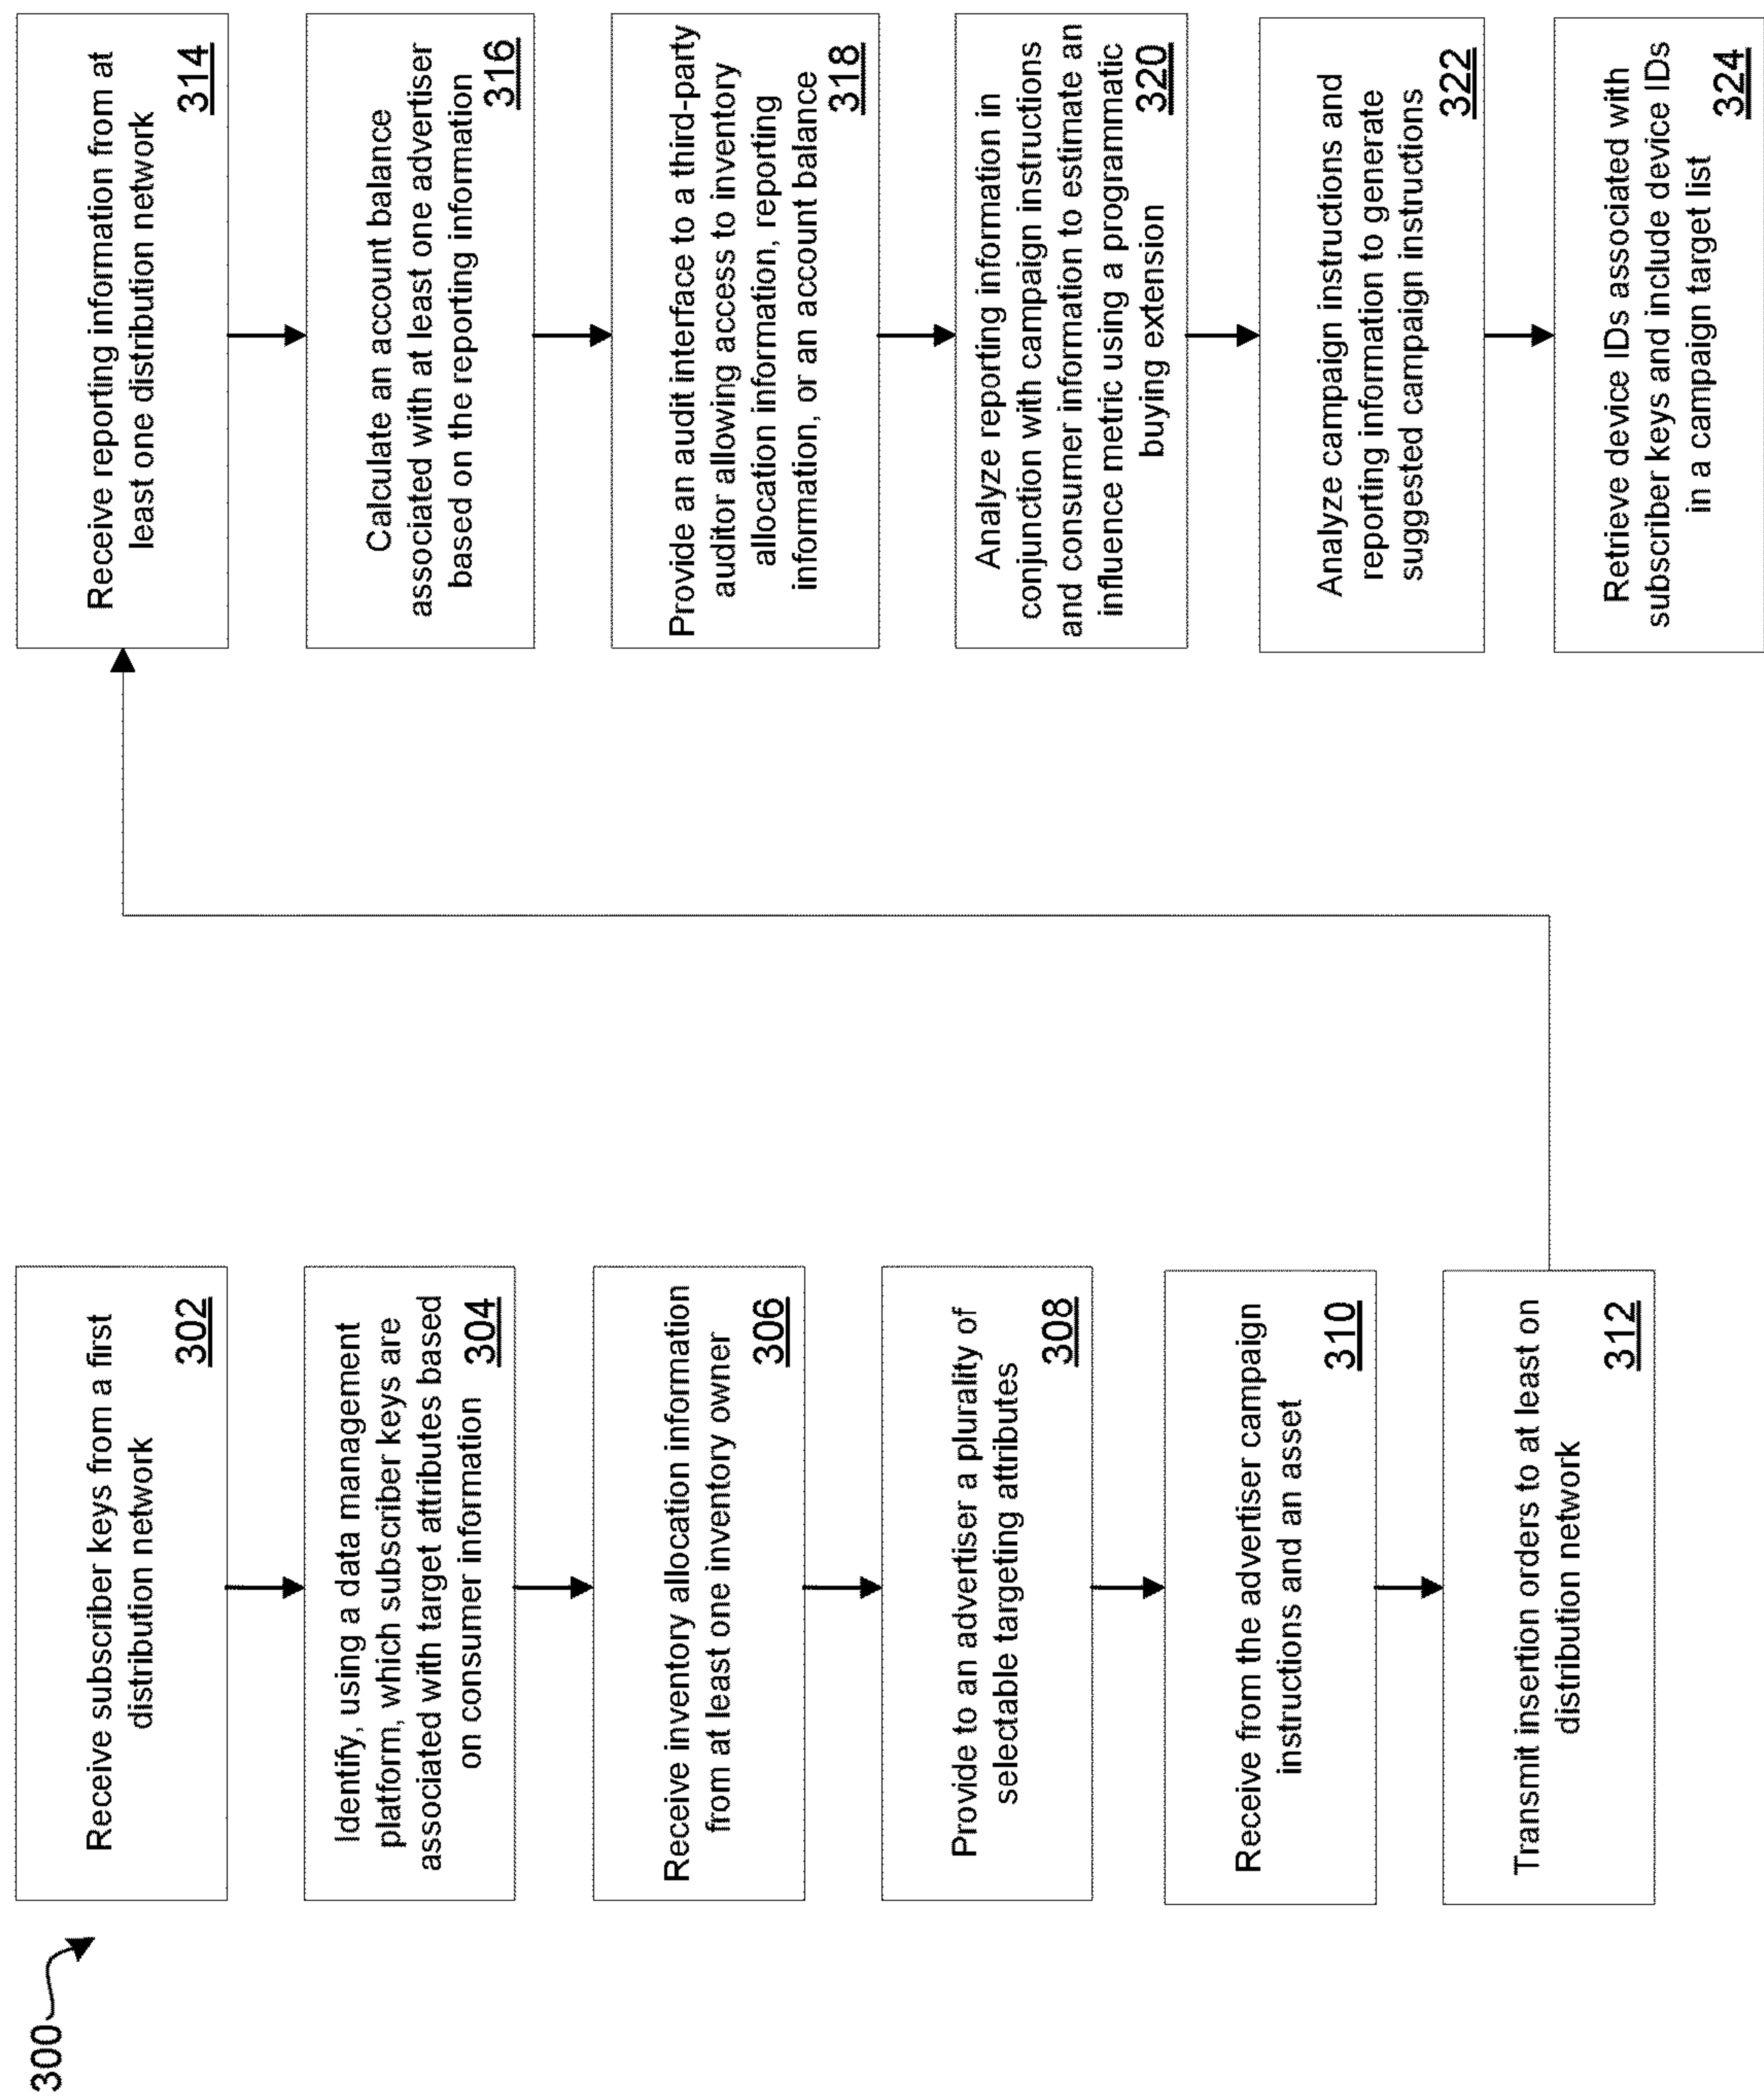 300
Receive subscriber keys from a first
distribution network
302
Identify, using a data management
platform, which subscriber keys are
associated with target attributes based
on consumer information 304
Receive inventory allocation information
from at least one inventory owner
306
Provide to an advertiser a plurality of
selectable targeting attributes
308
Receive from the advertiser campaign
instructions and an asset
310
Transmit insertion orders to at least on
distribution network
312
Receive reporting information from at
least one distribution network
314
Calculate an account balance
associated with at least one advertiser
based on the reporting information
316
Provide an audit interface to a third-party
auditor allowing access to inventory
allocation information, reporting
information, or an account balance
318
Analyze reporting information in
conjunction with campaign instructions
and consumer information to estimate an
influence metric using a programmatic
buying extension 320
Analyze campaign instructions and
reporting information to generate
suggested campaign instructions
322
Retrieve device IDs associated with
subscriber keys and include device IDs
in a campaign target list
324